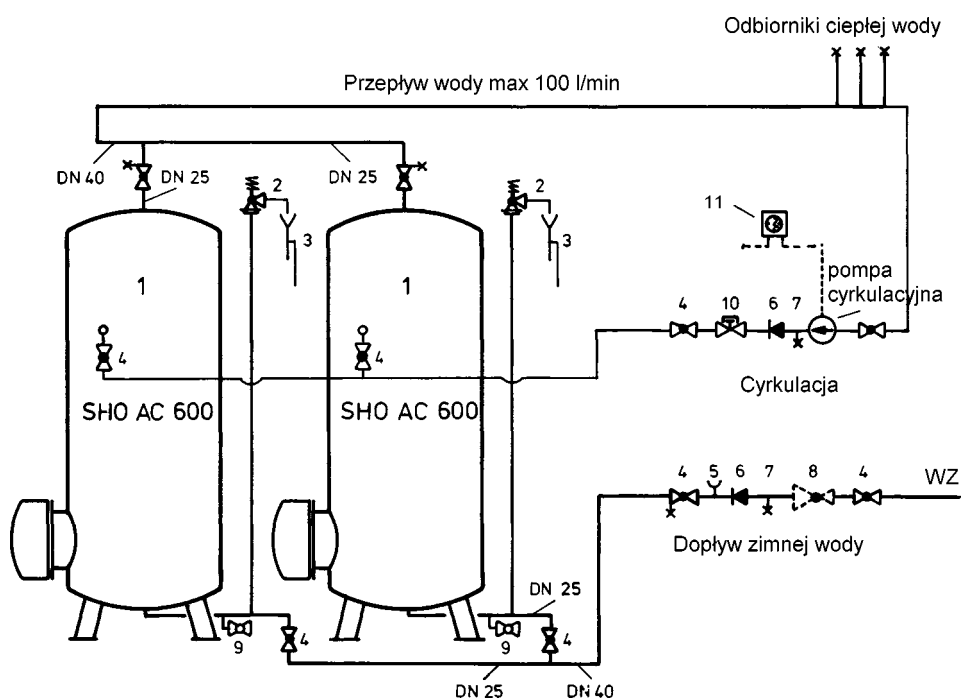 Odbiorniki ciepłej wody
Przepływ wody max 100 l/min
DN 40
DN 25
DN 25
2
2
3
3
11
1
1
pompa
cyrkulacyjna
4
10
6
7
4
4
Cyrkulacja
SHO AC 600
SHO AC 600
4
5
6
7
8
4
WZ
Dopływ zimnej wody
DN 25
9
4
9
4
DN 25
DN 40